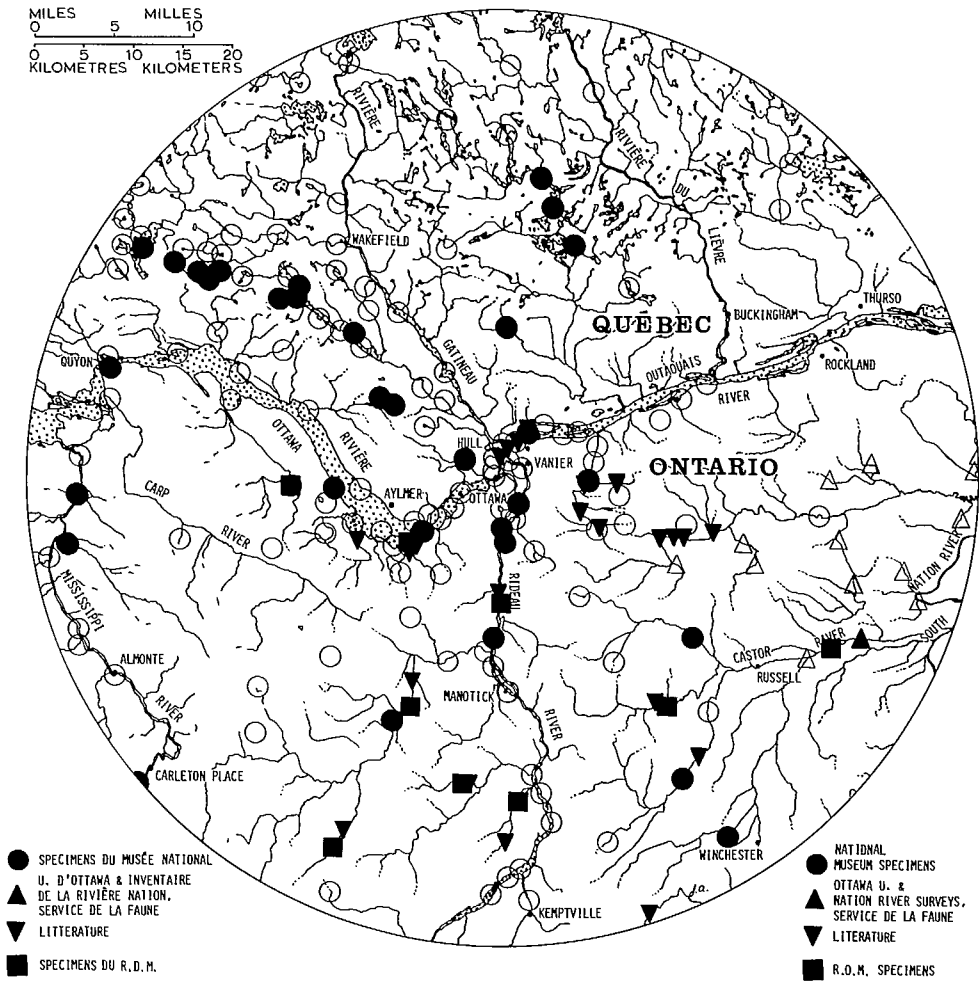 MILES MILLES
0 5 10
0 5 10 15 20
KILOMETRES KILOMETERS
RIVIÈRE
RIVIÈRE
DU
LIÈVRE
WAKEFIELD
THURSO
BUCKINGHAM
QUÉBEC
GATINEAU
ROCKLAND
QUYON
OUTAOUAIS
RIVER
OTTAWA
RIVIÈRE
HULL
VANIER
ONTARIO
CARP
RIVER
AYLMER
OTTAWA
NATION RIVER
SOUTH
MISSISSIPPI
RIDEAU
CASTOR
RIVER
RUSSELL
ALMONTE
RIVER
MANOTICK
RIVER
CARLETON PLACE
WINCHESTER
j.a.
KEMPTVILLE
SPECIMENS DU MUSÉE NATIONAL
U. D'OTTAWA & INVENTAIRE
DE LA RIVIÈRE NATION,
SERVICE DE LA FAUNE
LITTERATURE
SPECIMENS DU R.D.M.
NATIONAL
MUSEUM SPECIMENS
OTTAWA U. &
NATION RIVER SURVEYS,
SERVICE DE LA FAUNE
LITERATURE
R.O.M. SPECIMENS